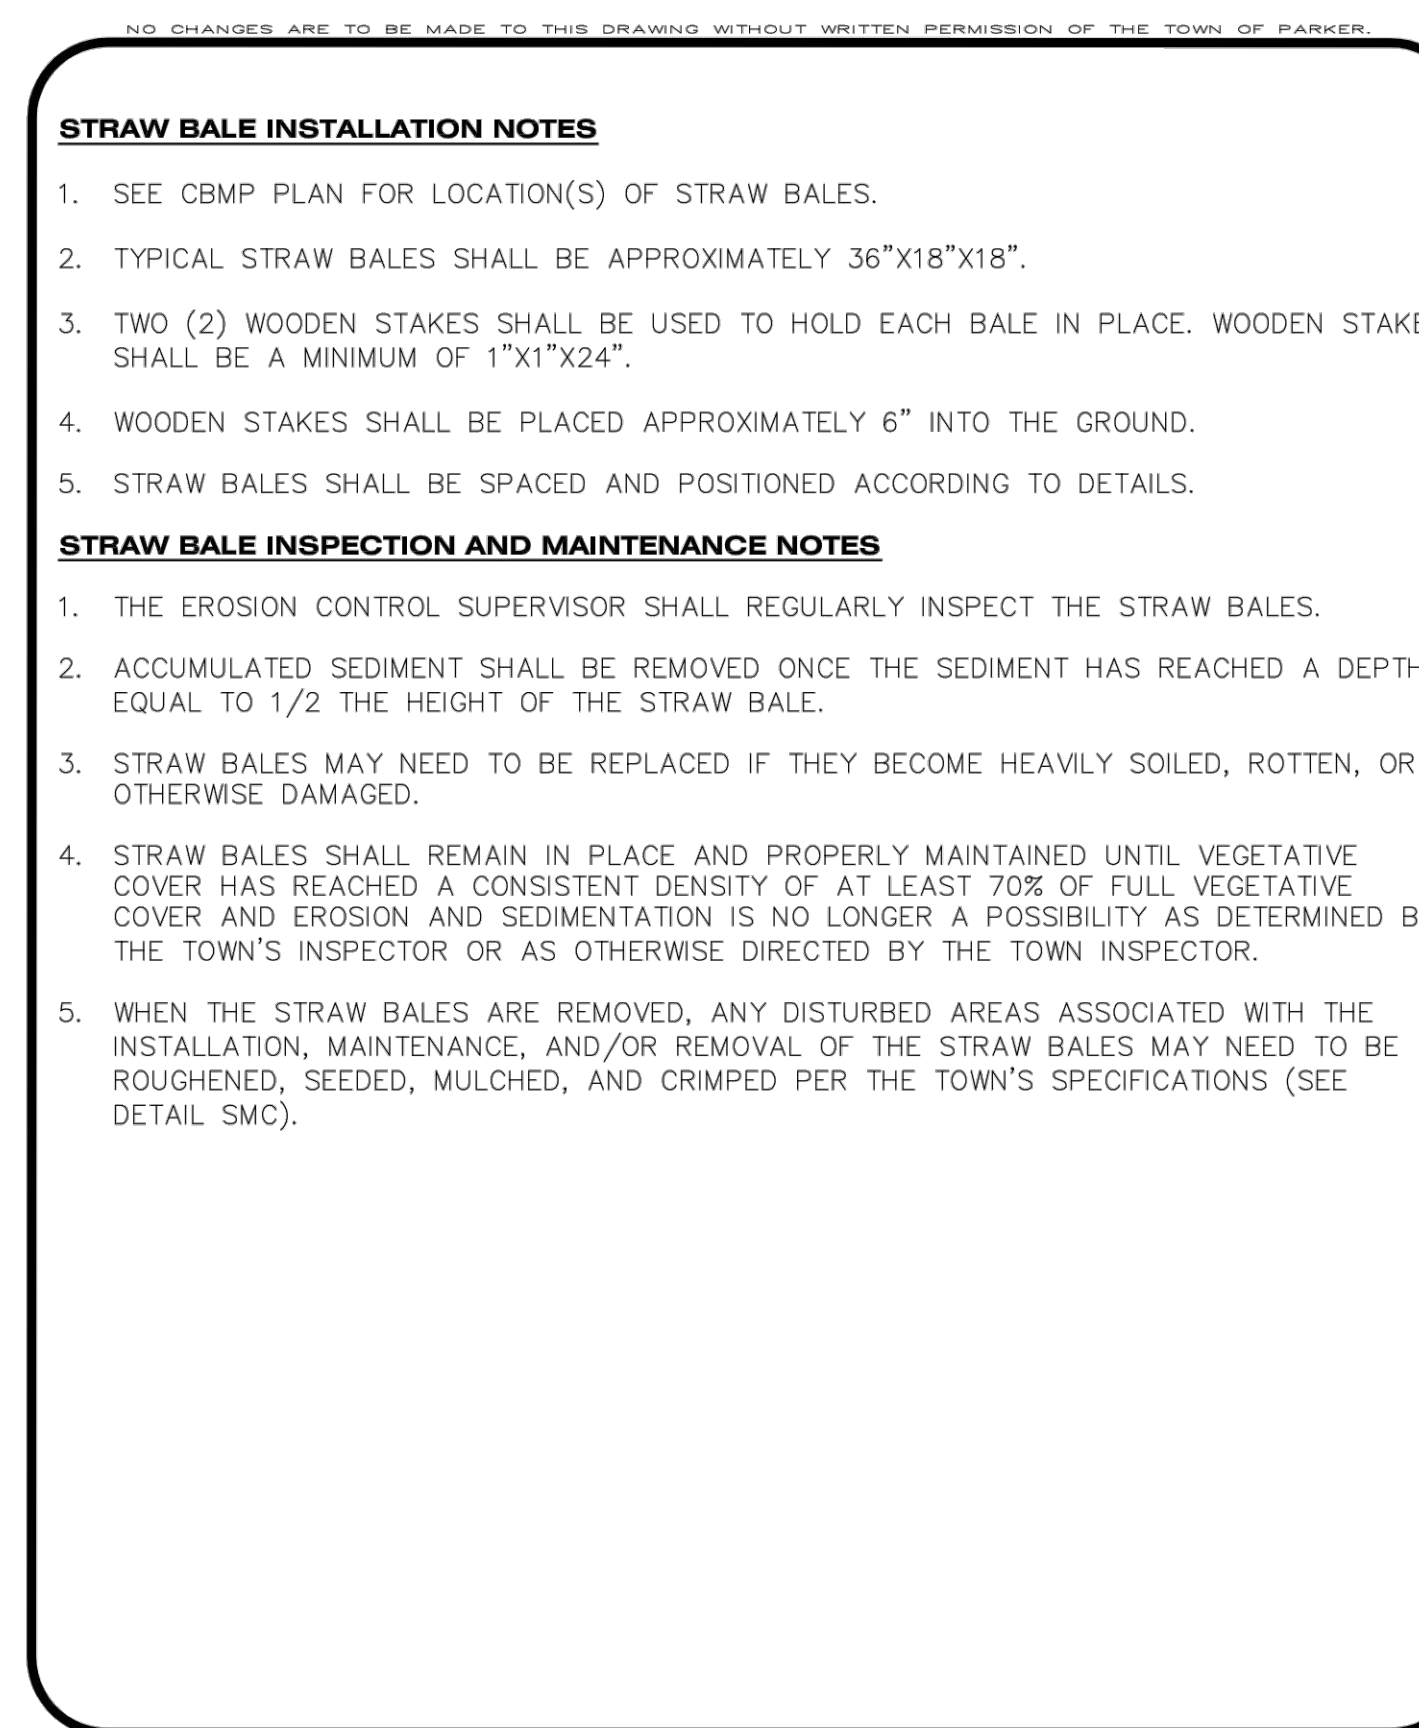 NO CHANGES ARE TO BE MADE TO THIS DRAWING WITHOUT WRITTEN PERMISSION OF THE TOWN OF PARKER.
STRAW BALE INSTALLATION NOTES
1. SEE CBMP PLAN FOR LOCATION(S) OF STRAW BALES.
2. TYPICAL STRAW BALES SHALL BE APPROXIMATELY 36"X18"X18".
3. TWO (2) WOODEN STAKES SHALL BE USED TO HOLD EACH BALE IN PLACE. WOODEN STAKE
SHALL BE A MINIMUM OF 1"X1"X24".
4. WOODEN STAKES SHALL BE PLACED APPROXIMATELY 6" INTO THE GROUND.
5. STRAW BALES SHALL BE SPACED AND POSITIONED ACCORDING TO DETAILS.
STRAW BALE INSPECTION AND MAINTENANCE NOTES
1. THE EROSION CONTROL SUPERVISOR SHALL REGULARLY INSPECT THE STRAW BALES.
2. ACCUMULATED SEDIMENT SHALL BE REMOVED ONCE THE SEDIMENT HAS REACHED A DEPTH
EQUAL TO 1/2 THE HEIGHT OF THE STRAW BALE.
3. STRAW BALES MAY NEED TO BE REPLACED IF THEY BECOME HEAVILY SOILED, ROTTEN, OR
OTHERWISE DAMAGED.
4. STRAW BALES SHALL REMAIN IN PLACE AND PROPERLY MAINTAINED UNTIL VEGETATIVE
COVER HAS REACHED A CONSISTENT DENSITY OF AT LEAST 70% OF FULL VEGETATIVE
COVER AND EROSION AND SEDIMENTATION IS NO LONGER A POSSIBILITY AS DETERMINED B
THE TOWN'S INSPECTOR OR AS OTHERWISE DIRECTED BY THE TOWN INSPECTOR.
5. WHEN THE STRAW BALES ARE REMOVED, ANY DISTURBED AREAS ASSOCIATED WITH THE
INSTALLATION, MAINTENANCE, AND/OR REMOVAL OF THE STRAW BALES MAY NEED TO BE
ROUGHENED, SEEDED, MULCHED, AND CRIMPED PER THE TOWN'S SPECIFICATIONS (SEE
DETAIL SMC).